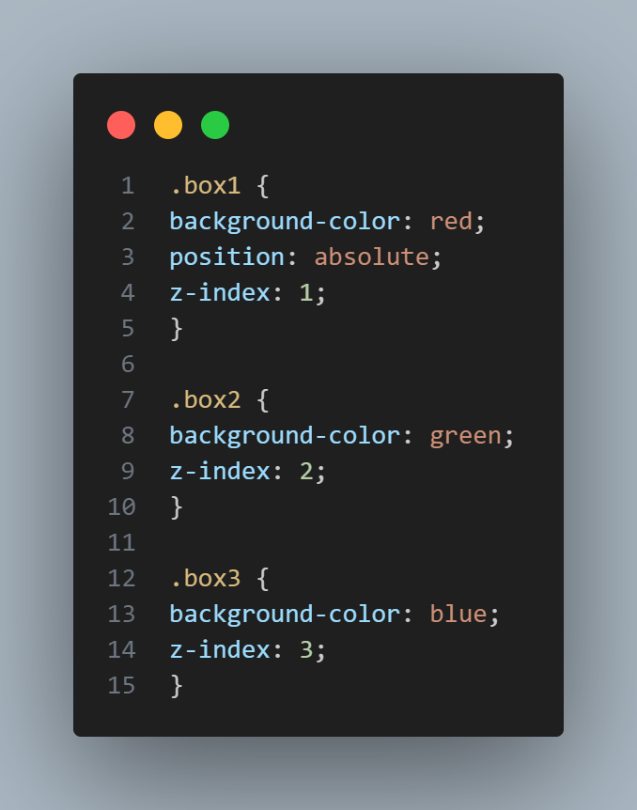 1 .box1 {
2 background-color: red;
3 position: absolute;
4 z-index: 1;
5 }
6
7 .box2 {
8 background-color: green;
9 z-index: 2;
10 }
11
12 .box3 {
13 background-color: blue;
14 z-index: 3;
15 }